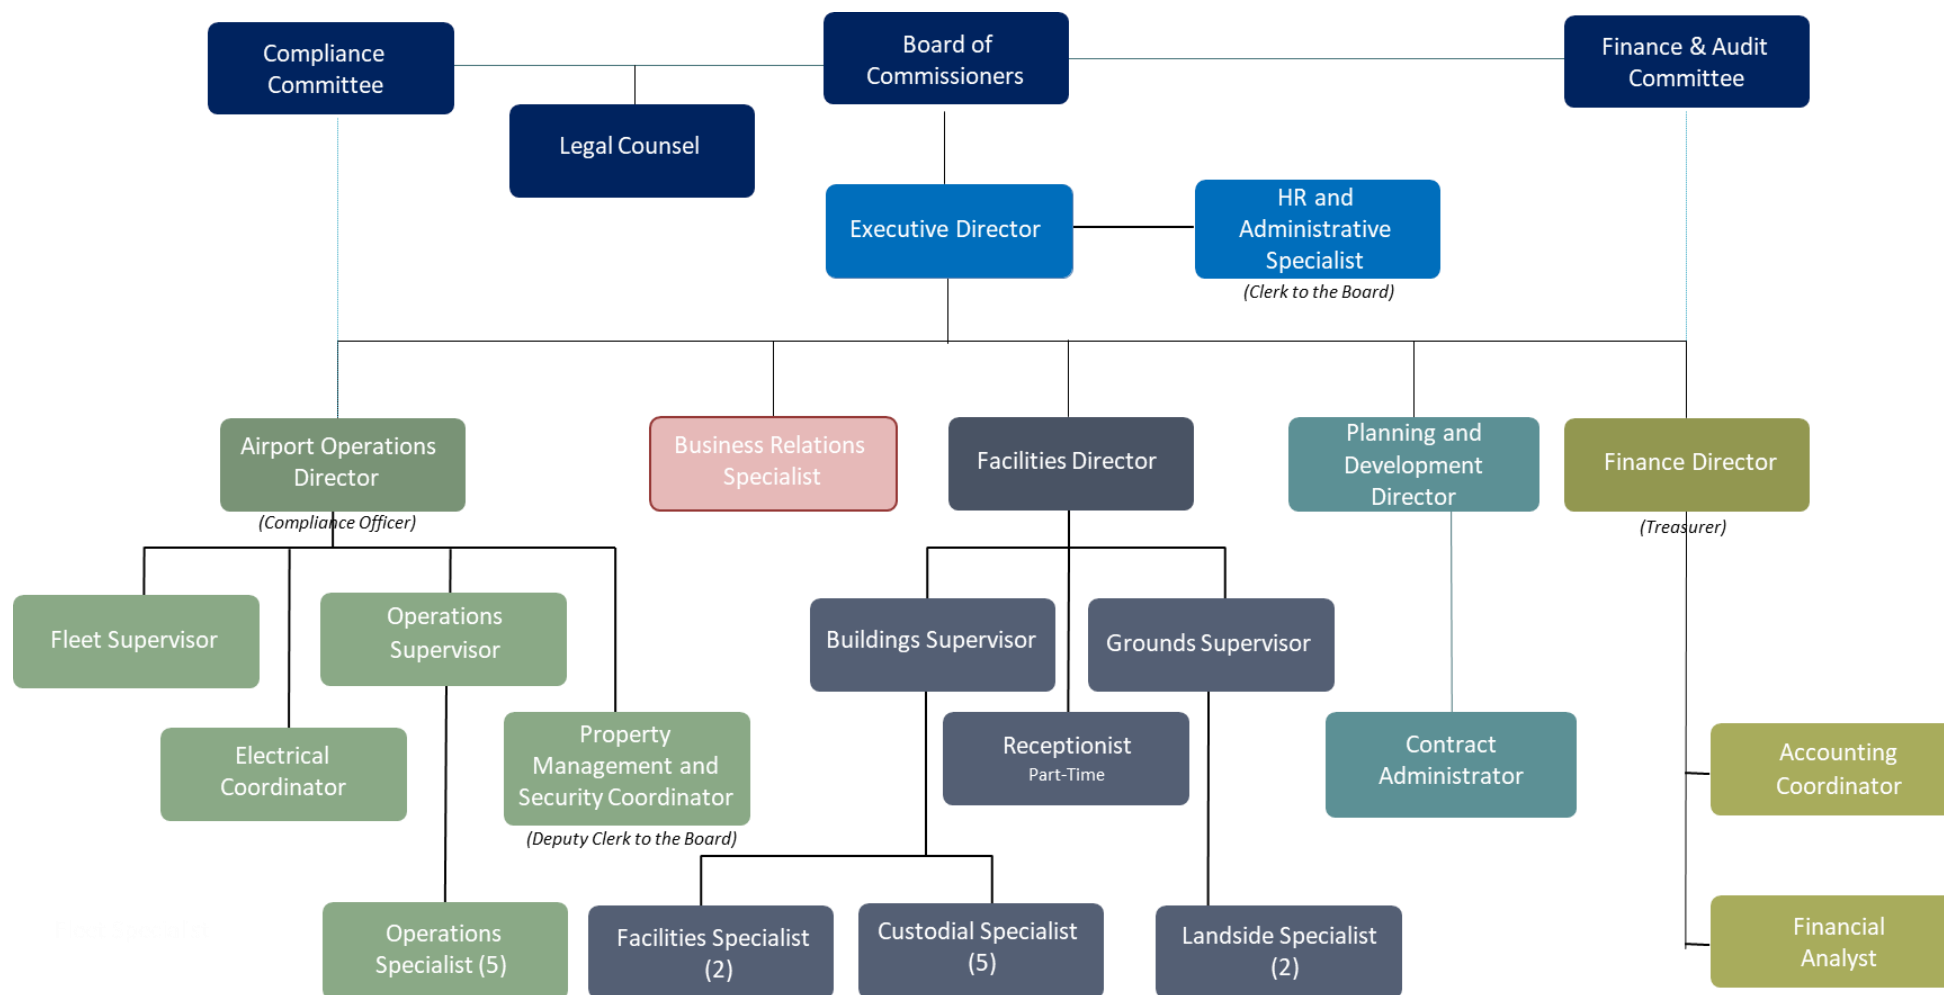 Compliance
Committee
Board of
Commissioners
Finance & Audit
Committee
Legal Counsel
Executive Director
HR and
Administrative
Specialist
(Clerk to the Board)
Airport Operations
Director
(Compliance Officer)
Business Relations
Specialist
Facilities Director
Planning and
Development
Director
Finance Director
(Treasurer)
Fleet Supervisor
Operations
Supervisor
Buildings Supervisor
Grounds Supervisor
Electrical
Coordinator
Property
Management and
Security Coordinator
(Deputy Clerk to the Board)
Receptionist
Part-Time
Contract
Administrator
Accounting
Coordinator
Operations
Specialist (5)
Facilities Specialist
(2)
Custodial Specialist
(5)
Landside Specialist
(2)
Financial
Analyst